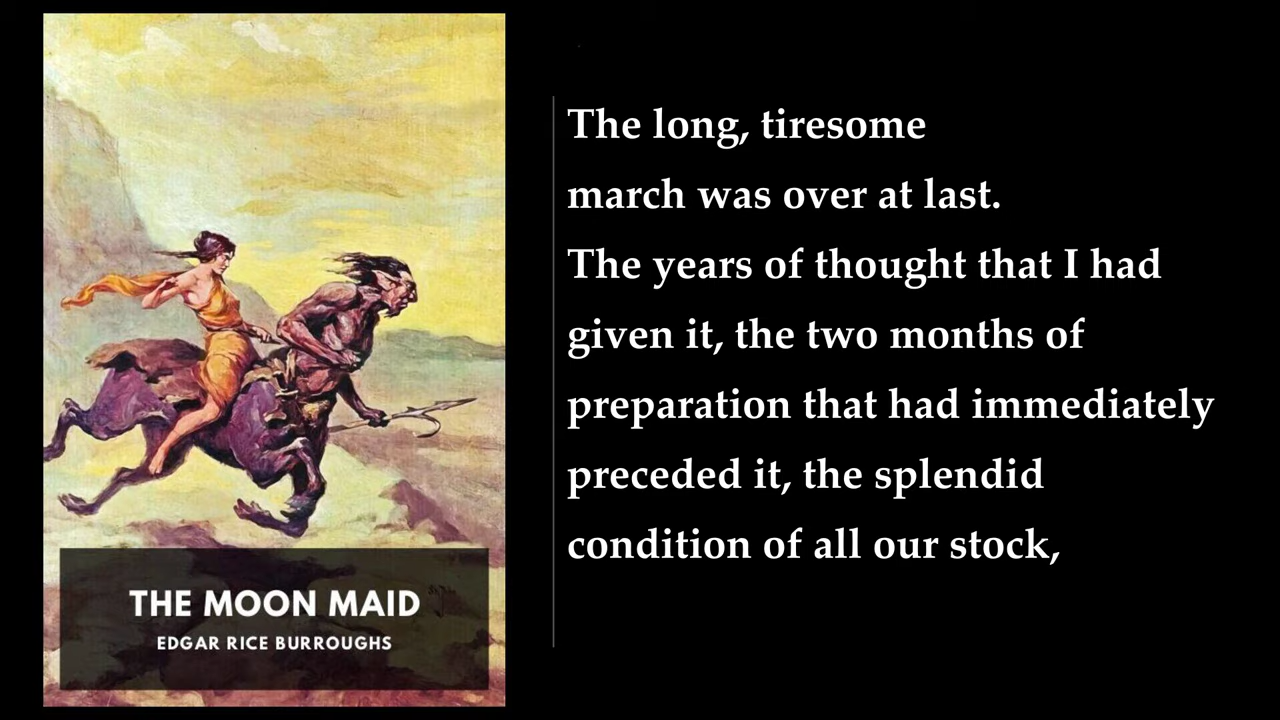 THE MOON MAID
EDGAR RICE BURROUGHS
The long, tiresome
march was over at last.
The years of thought that I had
given it, the two months of
preparation that had immediately
preceded it, the splendid
condition of all our stock,